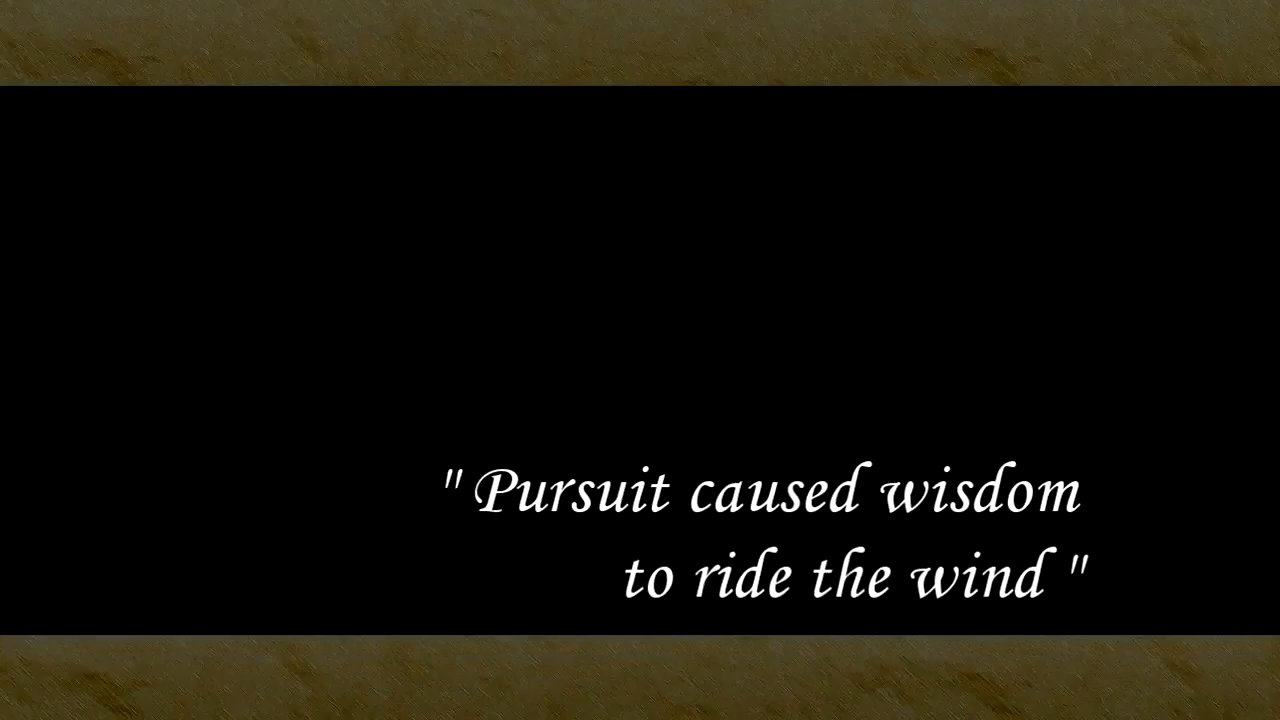 " Pursuit caused wisdom
to ride the wind "